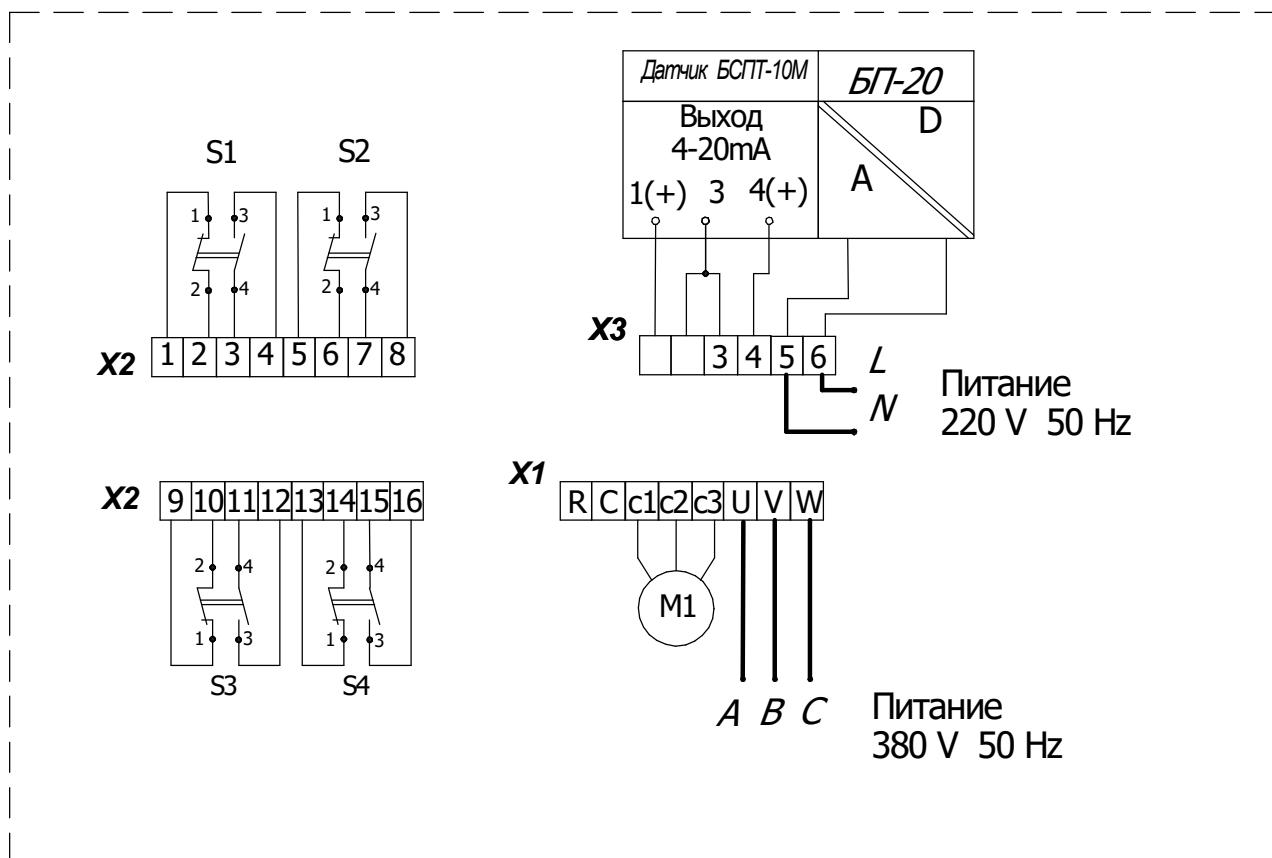 Датчик БСПТ-10М
БП-20
Выход
4-20mA
D
A
1(+) 3 4(+)
S1 S2
1 3 1 3
2 4 2 4
X2 1 2 3 4 5 6 7 8
X3 3 4 5 6
L
N
Питание
220 V 50 Hz
X2 9 10 11 12 13 14 15 16
2 4 2 4
1 3 1 3
S3 S4
X1 R C c1 c2 c3 U V W
M1
A B C
Питание
380 V 50 Hz